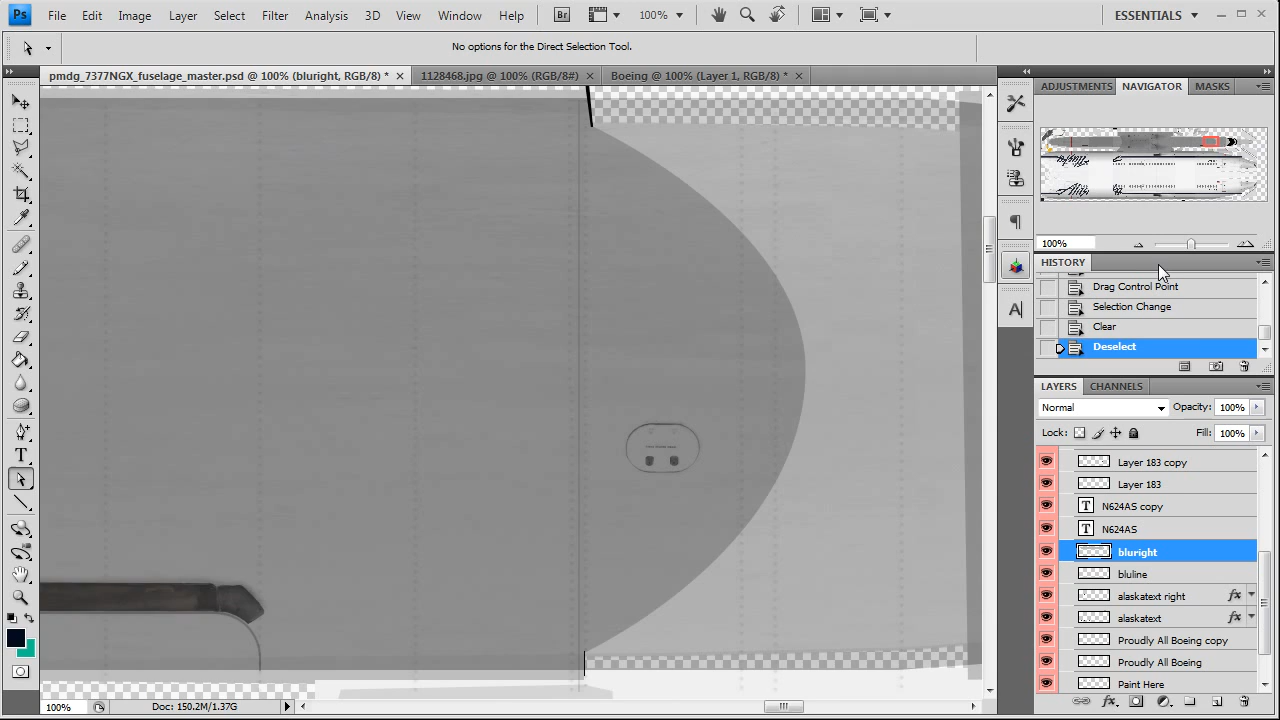 Ps File Edit Image Layer Select Filter Analysis 3D View Window Help Br 100% ESSENTIALS
No options for the Direct Selection Tool.
pmdg_7377NGX_fuselage_master.psd @ 100% (bluright, RGB/8) * × 1128468.jpg @ 100% (RGB/8#) × Boeing @ 100% (Layer 1, RGB/8) * ×
ADJUSTMENTS NAVIGATOR MASKS
100%
HISTORY
Drag Control Point
Selection Change
Clear
Deselect
LAYERS CHANNELS
Normal Opacity: 100%
Lock: Fill: 100%
Layer 183 copy
Layer 183
T N624AS copy
T N624AS
bluright
bluline
alaskatext right fx
alaskatext fx
Proudly All Boeing copy
Proudly All Boeing
Paint Here
fx
100% Doc: 150.2M/1.37G